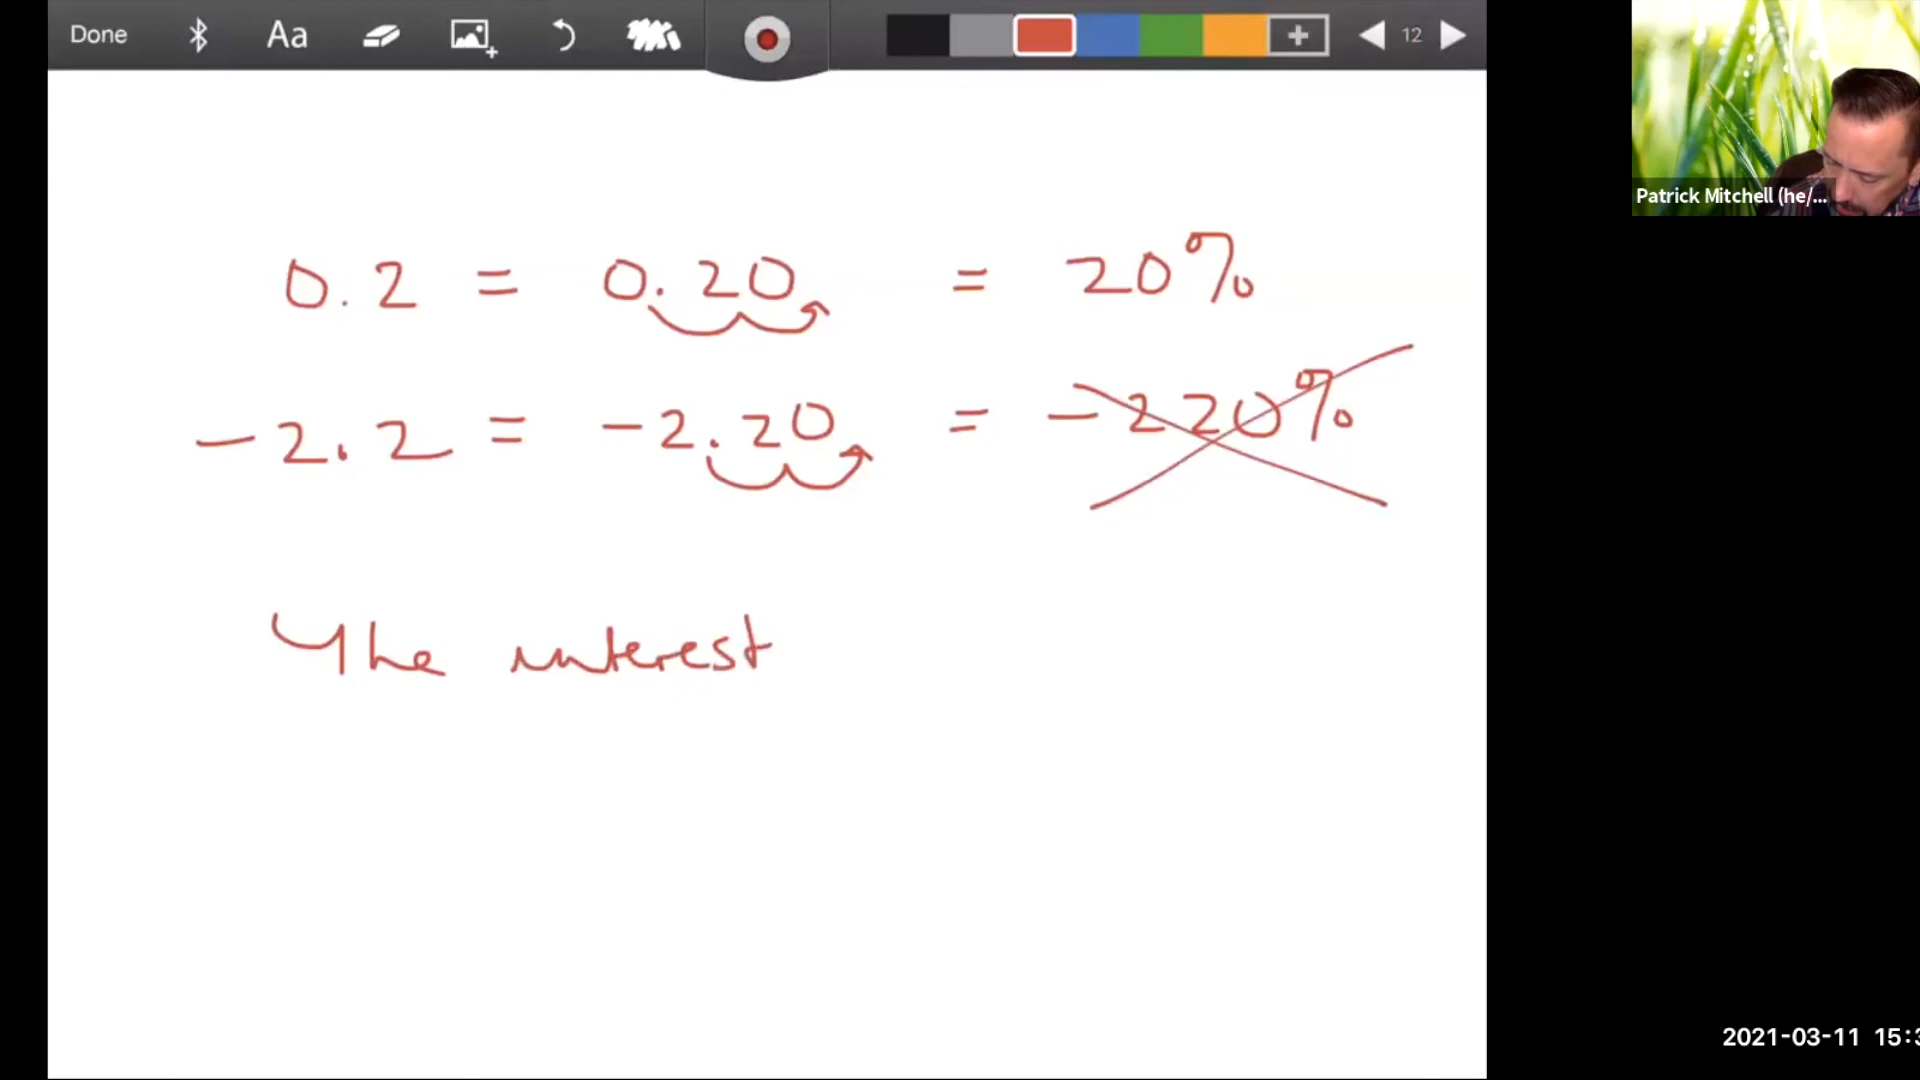 Done Aa 12
Patrick Mitchell (he/...
0.2 = 0.20 = 20%
-2.2 = -2.20 = -220%
The interest
2021-03-11 15:3